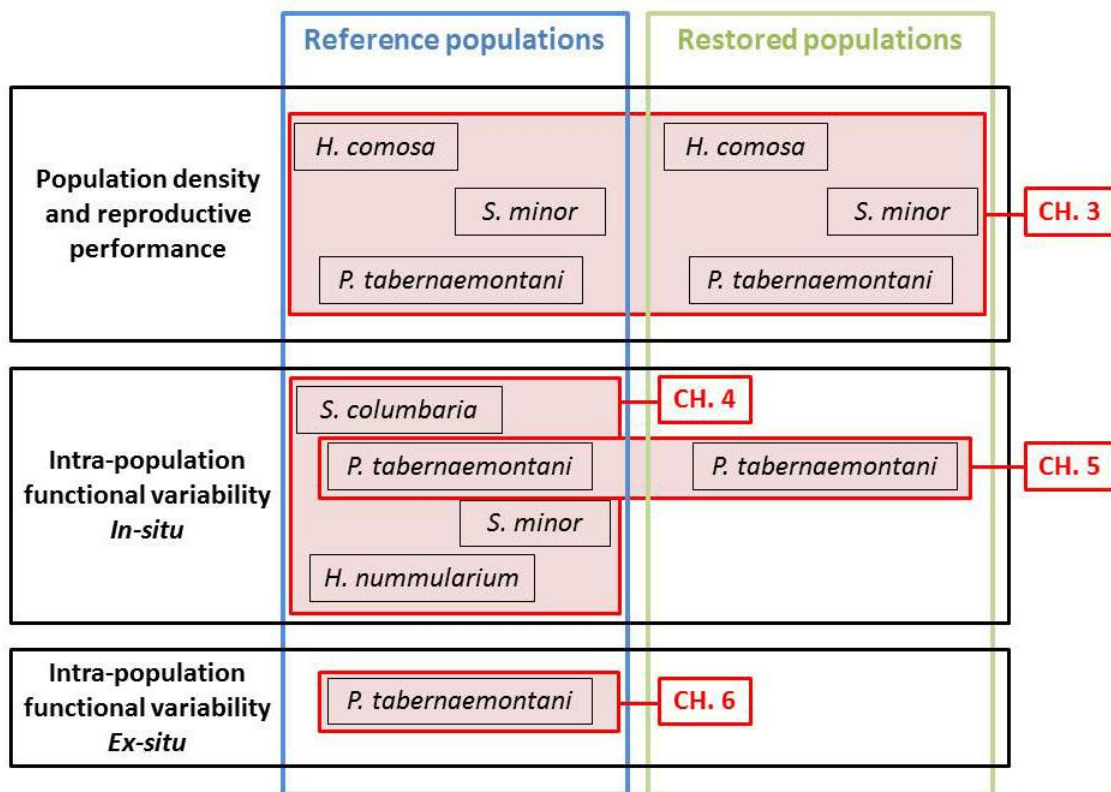 Reference populations
Restored populations
Population density
and reproductive
performance
H. comosa
H. comosa
S. minor
S. minor
P. tabernaemontani
P. tabernaemontani
CH. 3
Intra-population
functional variability
In-situ
S. columbaria
CH. 4
P. tabernaemontani
P. tabernaemontani
CH. 5
S. minor
H. nummularium
Intra-population
functional variability
Ex-situ
P. tabernaemontani
CH. 6